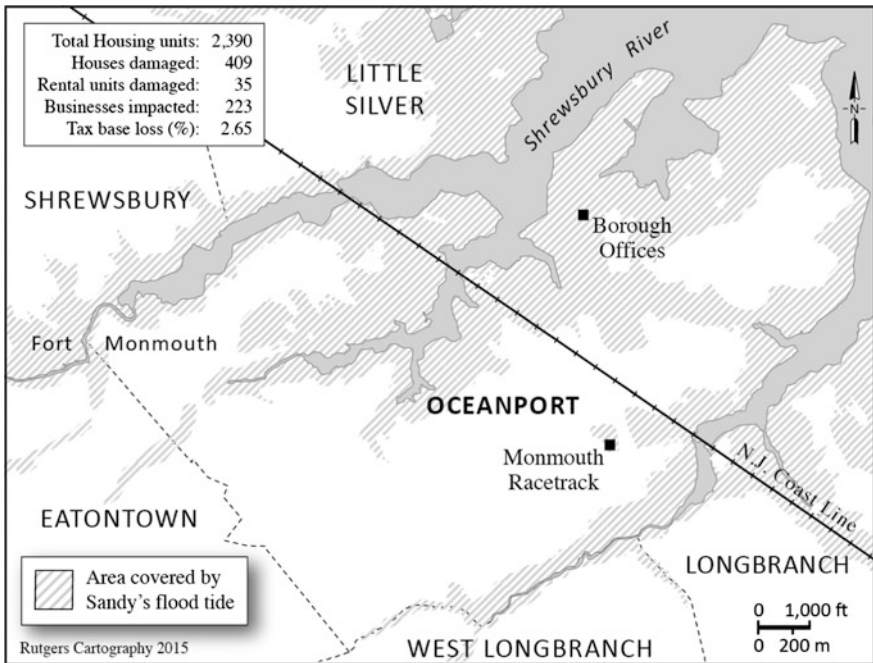 Total Housing units: 2,390
Houses damaged: 409
Rental units damaged: 35
Businesses impacted: 223
Tax base loss (%): 2.65
LITTLE
SILVER
Shrewsbury River
N
SHREWSBURY
Borough
Offices
Fort Monmouth
OCEANPORT
Monmouth
Racetrack
N.J. Coast Line
EATONTOWN
LONGBRANCH
Area covered by
Sandy's flood tide
0 1,000 ft
0 200 m
WEST LONGBRANCH
Rutgers Cartography 2015